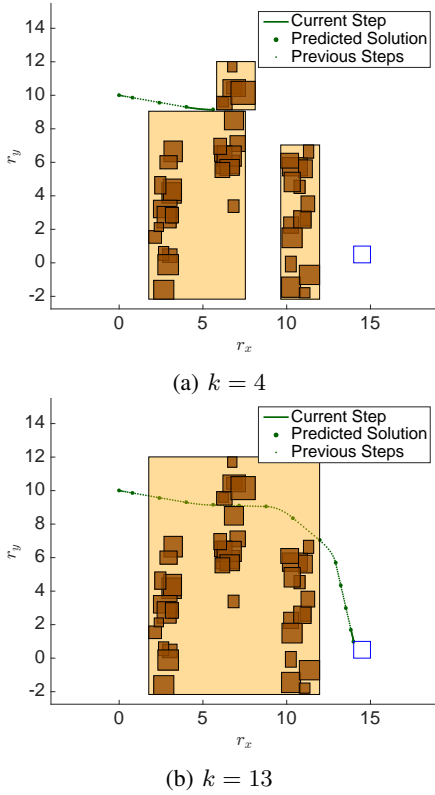 14
12
10
8
6
4
2
0
-2
0
5
10
15
r_y
r_x
Current Step
Predicted Solution
Previous Steps
(a) k = 4
14
12
10
8
6
4
2
0
-2
0
5
10
15
r_y
r_x
Current Step
Predicted Solution
Previous Steps
(b) k = 13